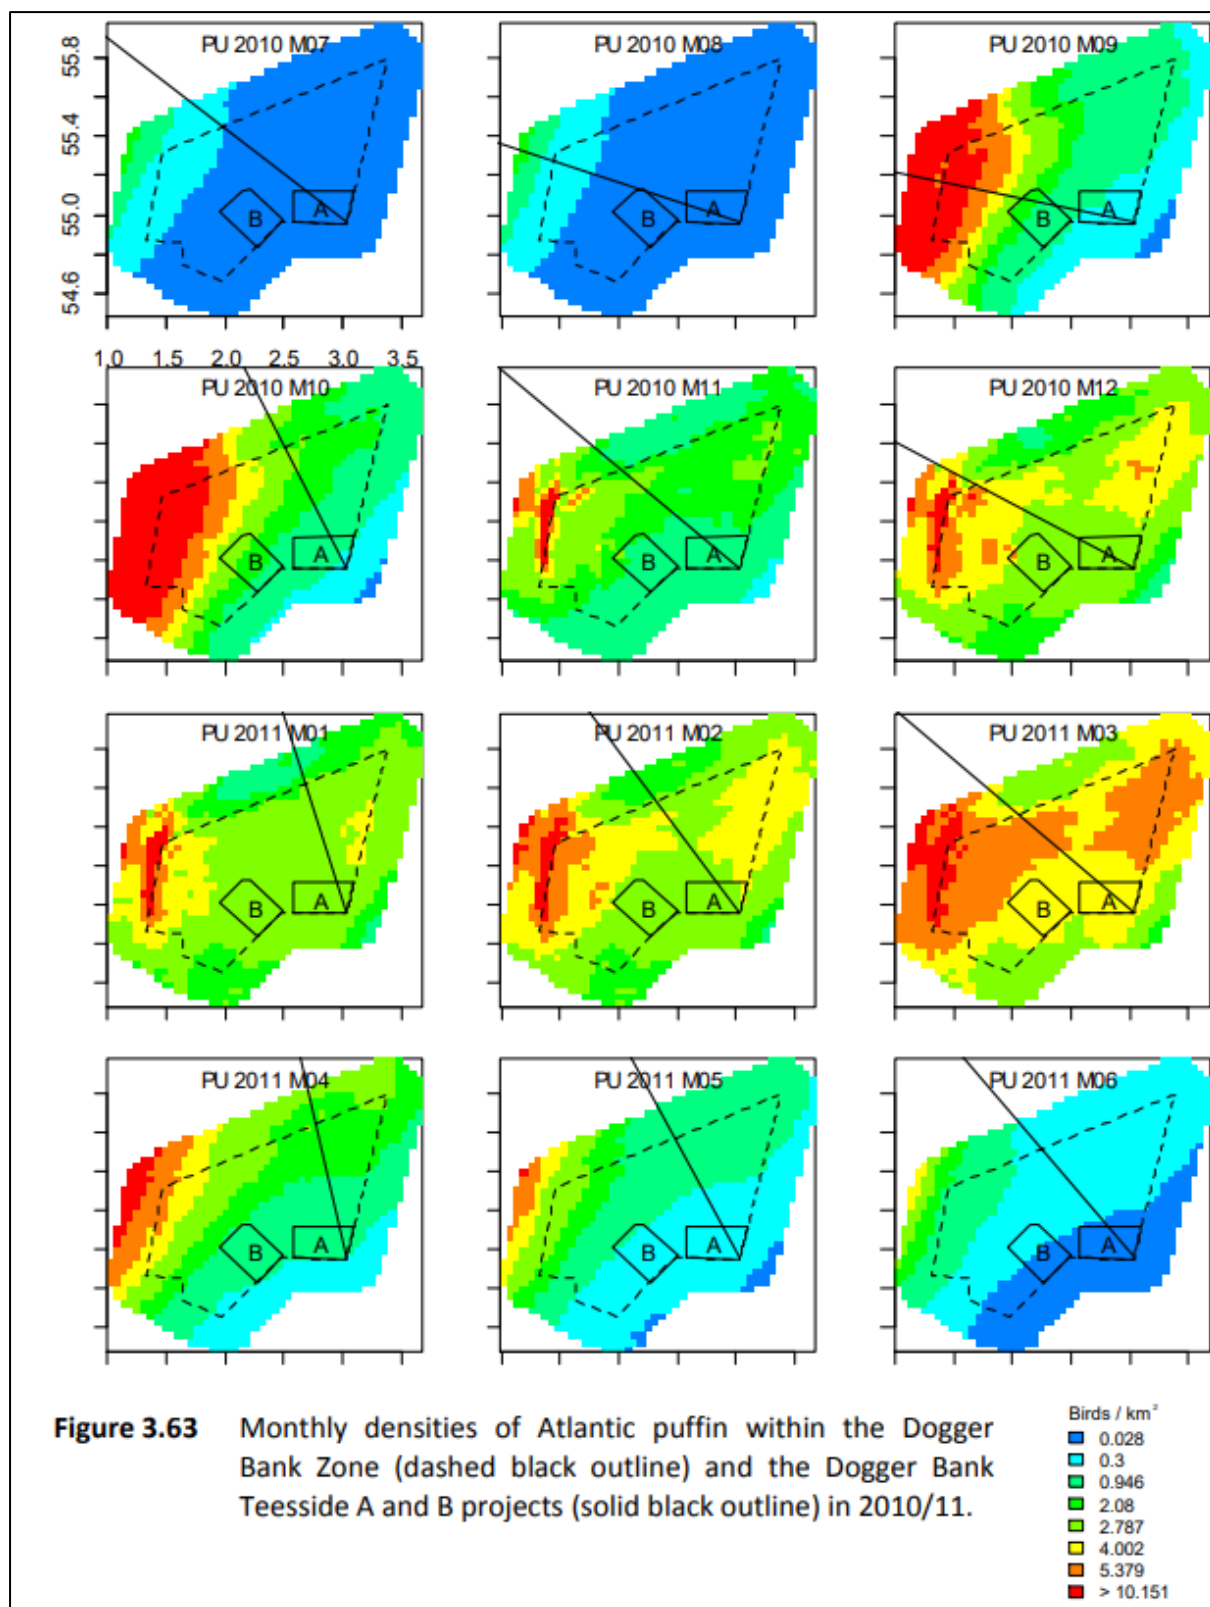 PU 2010 M07
PU 2010 M08
PU 2010 M09
55.8
55.4
55.0
54.6
B
A
B
A
B
A
1.0 1.5 2.0 2.5 3.0 3.5
PU 2010 M10
PU 2010 M11
PU 2010 M12
B
A
B
A
B
A
PU 2011 M01
PU 2011 M02
PU 2011 M03
B
A
B
A
B
A
PU 2011 M04
PU 2011 M05
PU 2011 M06
B
A
B
A
B
A
Figure 3.63 Monthly densities of Atlantic puffin within the Dogger
Bank Zone (dashed black outline) and the Dogger Bank
Teesside A and B projects (solid black outline) in 2010/11.
Birds / km²
0.028
0.3
0.946
2.08
2.787
4.002
5.379
> 10.151